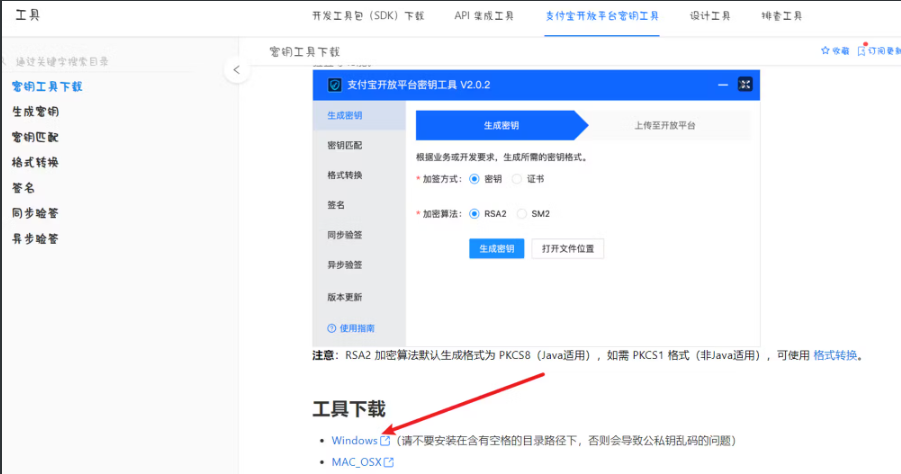 工具
开发工具包（SDK）下载 API 集成工具 支付宝开放平台密钥工具 设计工具 排查工具
通过关键字搜索目录
密钥工具下载
生成密钥
密钥匹配
格式转换
签名
同步验签
异步验签
密钥工具下载
收藏 订阅更新
支付宝开放平台密钥工具 V2.0.2
生成密钥
密钥匹配
格式转换
签名
同步验签
异步验签
版本更新
使用指南
生成密钥 上传至开放平台
根据业务或开发要求，生成所需的密钥格式。
* 加签方式： 密钥 证书
* 加密算法： RSA2 SM2
生成密钥 打开文件位置
注意：RSA2 加密算法默认生成格式为 PKCS8（Java适用），如需 PKCS1 格式（非Java适用），可使用 格式转换。
工具下载
• Windows（请不要安装在含有空格的目录路径下，否则会导致公私钥乱码的问题）
• MAC_OSX